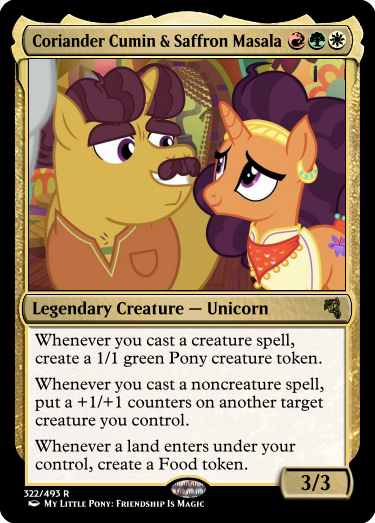 Coriander Cumin & Saffron Masala
Legendary Creature — Unicorn
Whenever you cast a creature spell,
create a 1/1 green Pony creature token.
Whenever you cast a noncreature spell,
put a +1/+1 counters on another target
creature you control.
Whenever a land enters under your
control, create a Food token.
3/3
322/493 R
My Little Pony: Friendship Is Magic